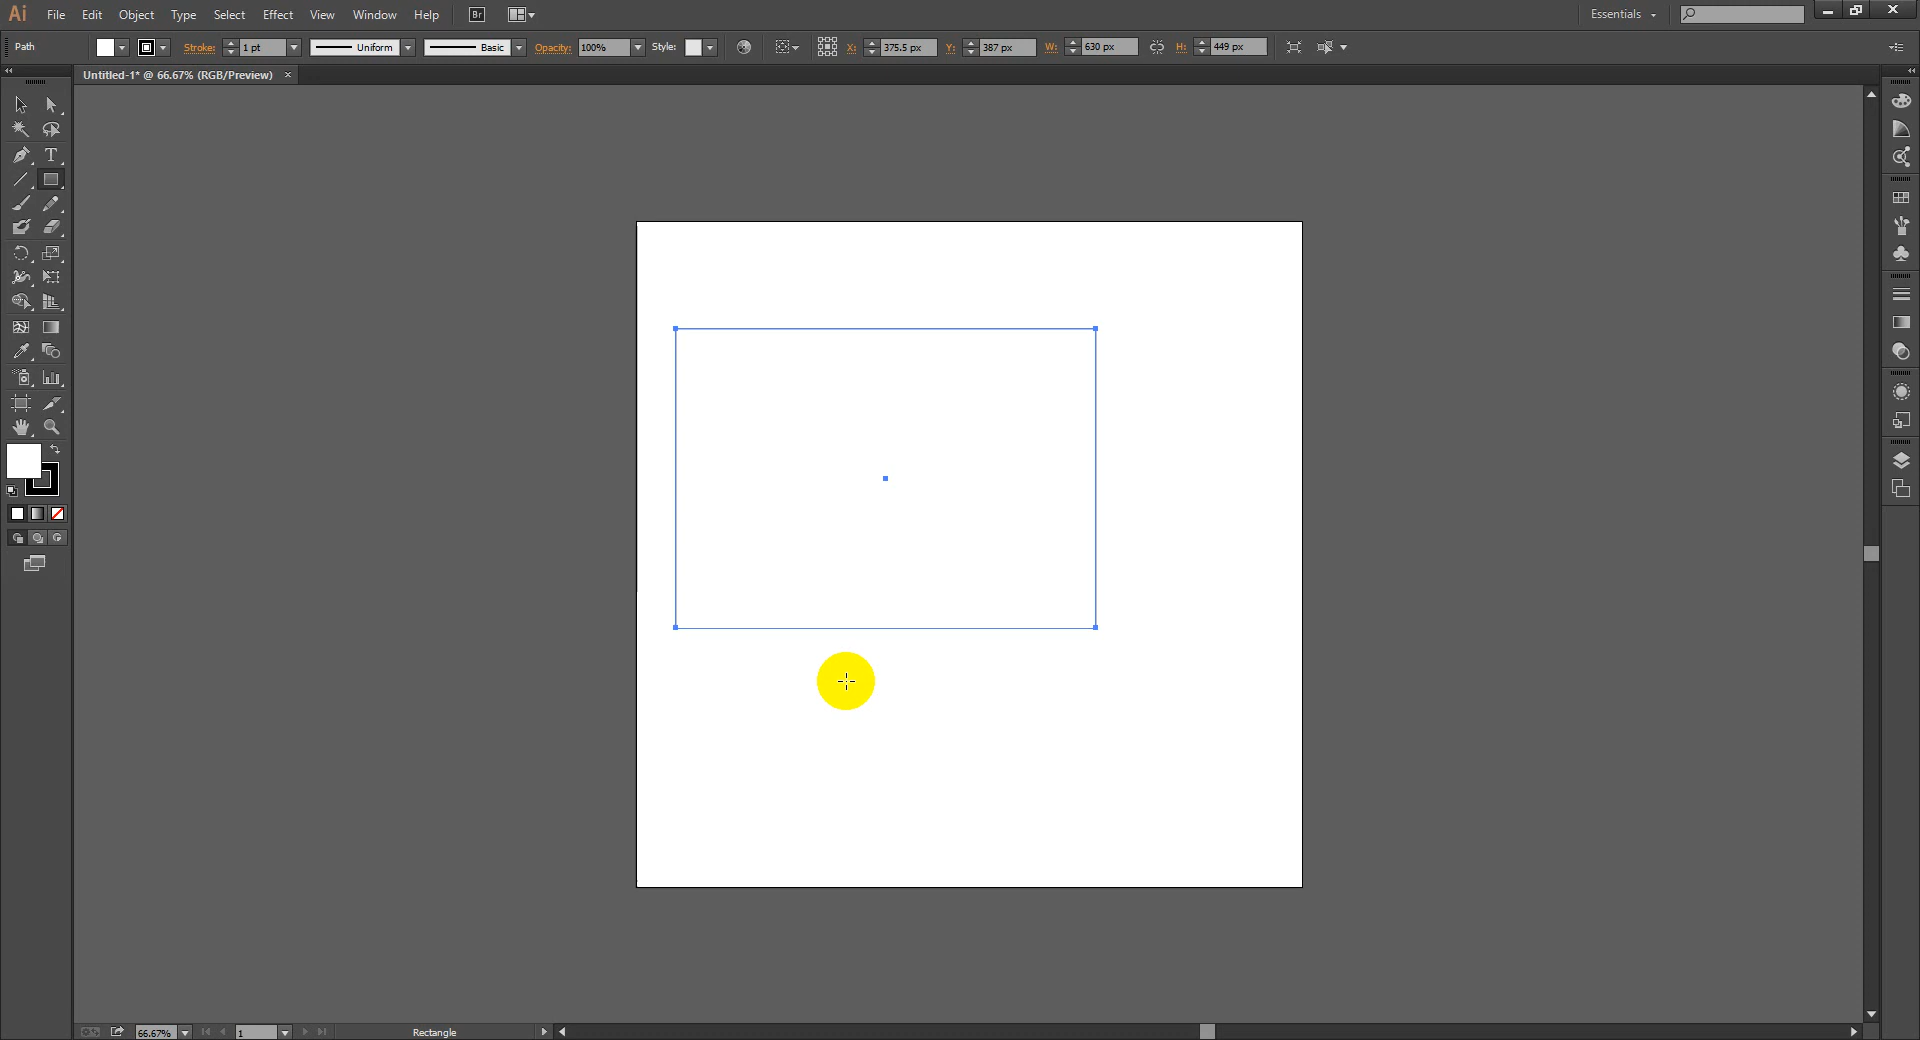 Ai File Edit Object Type Select Effect View Window Help Br Essentials
Path Stroke: 1 pt Uniform Basic Opacity: 100% Style: X: 375.5 px Y: 387 px W: 630 px H: 449 px
Untitled-1* @ 66.67% (RGB/Preview) ×
T
66.67% 1 Rectangle